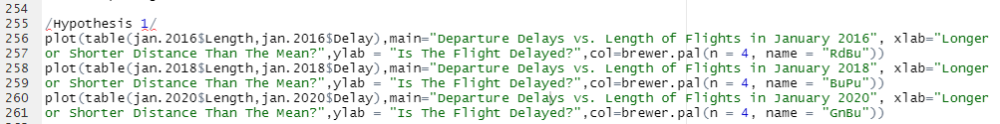 254
255 /Hypothesis 1/
256 plot(table(jan.2016$Length,jan.2016$Delay),main="Departure Delays vs. Length of Flights in January 2016", xlab="Longer
257 or Shorter Distance Than The Mean?",ylab = "Is The Flight Delayed?",col=brewer.pal(n = 4, name = "RdBu"))
258 plot(table(jan.2018$Length,jan.2018$Delay),main="Departure Delays vs. Length of Flights in January 2018", xlab="Longer
259 or Shorter Distance Than The Mean?",ylab = "Is The Flight Delayed?",col=brewer.pal(n = 4, name = "BuPu"))
260 plot(table(jan.2020$Length,jan.2020$Delay),main="Departure Delays vs. Length of Flights in January 2020", xlab="Longer
261 or Shorter Distance Than The Mean?",ylab = "Is The Flight Delayed?",col=brewer.pal(n = 4, name = "GnBu"))